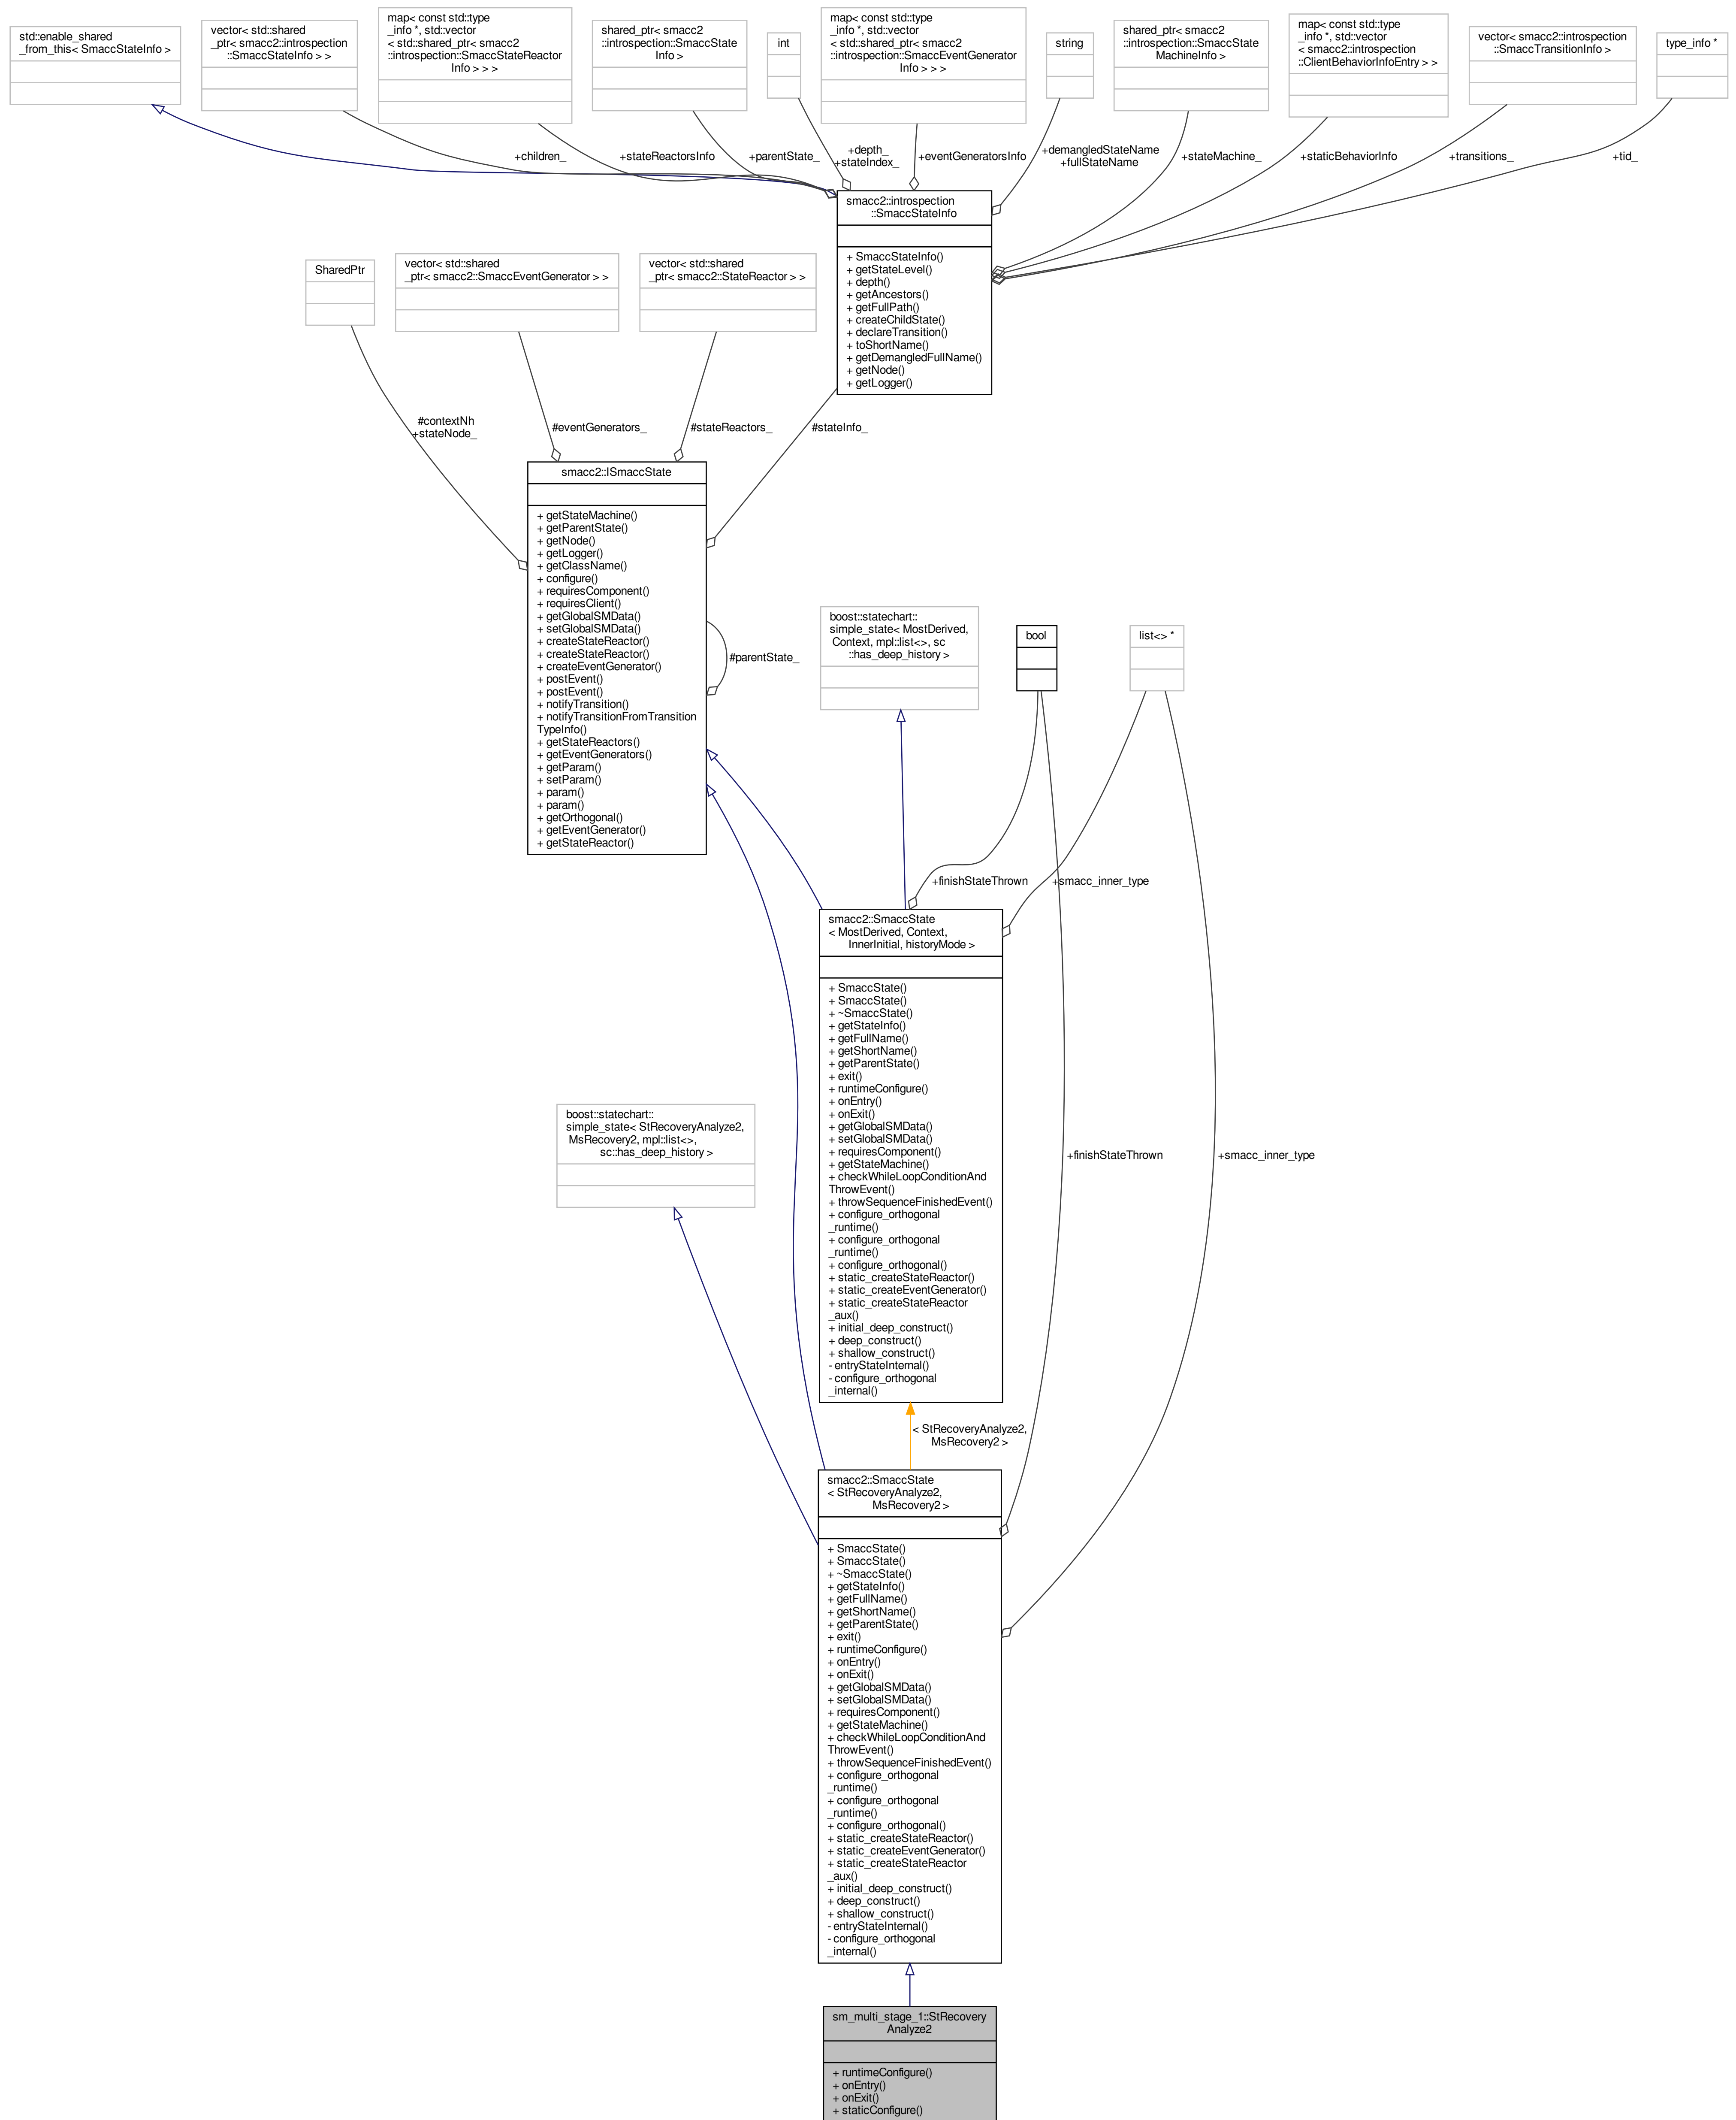 std::enable_shared
_from_this< SmaccStateInfo >
vector< std::shared
_ptr< smacc2::introspection
::SmaccStateInfo > >
map< const std::type
_info *, std::vector
< std::shared_ptr< smacc2
::introspection::SmaccStateReactor
Info > > >
shared_ptr< smacc2
::introspection::SmaccState
Info >
int
map< const std::type
_info *, std::vector
< std::shared_ptr< smacc2
::introspection::SmaccEventGenerator
Info > > >
string
shared_ptr< smacc2
::introspection::SmaccState
MachineInfo >
map< const std::type
_info *, std::vector
< smacc2::introspection
::ClientBehaviorInfoEntry > >
vector< smacc2::introspection
::SmaccTransitionInfo >
type_info *
+children_
+stateReactorsInfo
+parentState_
+depth_
+stateIndex_
+eventGeneratorsInfo
+demangledStateName
+fullStateName
+stateMachine_
+staticBehaviorInfo
+transitions_
+tid_
smacc2::introspection
::SmaccStateInfo
+ SmaccStateInfo()
+ getStateLevel()
+ depth()
+ getAncestors()
+ getFullPath()
+ createChildState()
+ declareTransition()
+ toShortName()
+ getDemangledFullName()
+ getNode()
+ getLogger()
SharedPtr
vector< std::shared
_ptr< smacc2::SmaccEventGenerator > >
vector< std::shared
_ptr< smacc2::StateReactor > >
#contextNh
+stateNode_
#eventGenerators_
#stateReactors_
#stateInfo_
smacc2::ISmaccState
+ getStateMachine()
+ getParentState()
+ getNode()
+ getLogger()
+ getClassName()
+ configure()
+ requiresComponent()
+ requiresClient()
+ getGlobalSMData()
+ setGlobalSMData()
+ createStateReactor()
+ createStateReactor()
+ createEventGenerator()
+ postEvent()
+ postEvent()
+ notifyTransition()
+ notifyTransitionFromTransition
TypeInfo()
+ getStateReactors()
+ getEventGenerators()
+ getParam()
+ setParam()
+ param()
+ param()
+ getOrthogonal()
+ getEventGenerator()
+ getStateReactor()
#parentState_
boost::statechart::
simple_state< MostDerived,
Context, mpl::list<>, sc
::has_deep_history >
bool
list<> *
+finishStateThrown
+smacc_inner_type
smacc2::SmaccState
< MostDerived, Context,
InnerInitial, historyMode >
+ SmaccState()
+ SmaccState()
+ ~SmaccState()
+ getStateInfo()
+ getFullName()
+ getShortName()
+ getParentState()
+ exit()
+ runtimeConfigure()
+ onEntry()
+ onExit()
+ getGlobalSMData()
+ setGlobalSMData()
+ requiresComponent()
+ getStateMachine()
+ checkWhileLoopConditionAnd
ThrowEvent()
+ throwSequenceFinishedEvent()
+ configure_orthogonal
_runtime()
+ configure_orthogonal
_runtime()
+ configure_orthogonal()
+ static_createStateReactor()
+ static_createEventGenerator()
+ static_createStateReactor
_aux()
+ initial_deep_construct()
+ deep_construct()
+ shallow_construct()
- entryStateInternal()
- configure_orthogonal
_internal()
boost::statechart::
simple_state< StRecoveryAnalyze2,
MsRecovery2, mpl::list<>,
sc::has_deep_history >
+finishStateThrown
+smacc_inner_type
< StRecoveryAnalyze2,
MsRecovery2 >
smacc2::SmaccState
< StRecoveryAnalyze2,
MsRecovery2 >
+ SmaccState()
+ SmaccState()
+ ~SmaccState()
+ getStateInfo()
+ getFullName()
+ getShortName()
+ getParentState()
+ exit()
+ runtimeConfigure()
+ onEntry()
+ onExit()
+ getGlobalSMData()
+ setGlobalSMData()
+ requiresComponent()
+ getStateMachine()
+ checkWhileLoopConditionAnd
ThrowEvent()
+ throwSequenceFinishedEvent()
+ configure_orthogonal
_runtime()
+ configure_orthogonal
_runtime()
+ configure_orthogonal()
+ static_createStateReactor()
+ static_createEventGenerator()
+ static_createStateReactor
_aux()
+ initial_deep_construct()
+ deep_construct()
+ shallow_construct()
- entryStateInternal()
- configure_orthogonal
_internal()
sm_multi_stage_1::StRecovery
Analyze2
+ runtimeConfigure()
+ onEntry()
+ onExit()
+ staticConfigure()